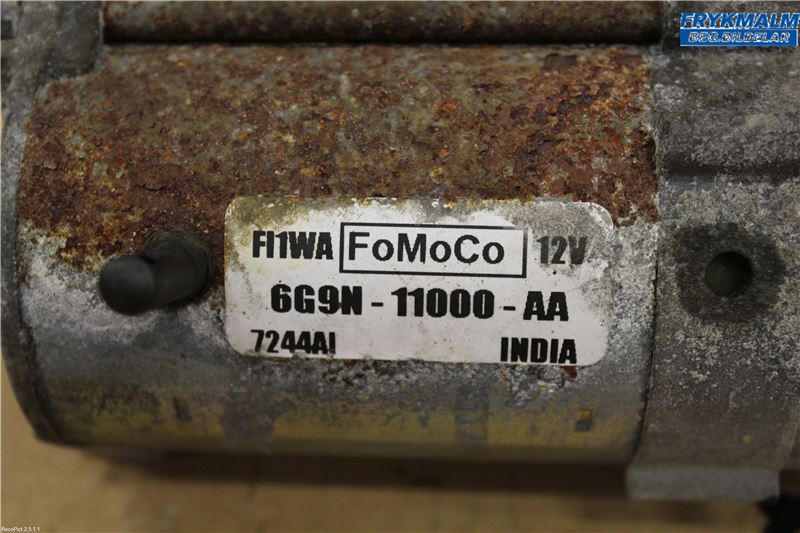 FRYKMALM
BEG.BILDELAR
FI1WA FoMoCo 12V
6G9N - 11000 - AA
7244AI INDIA
RecoPict 2.5.1.1